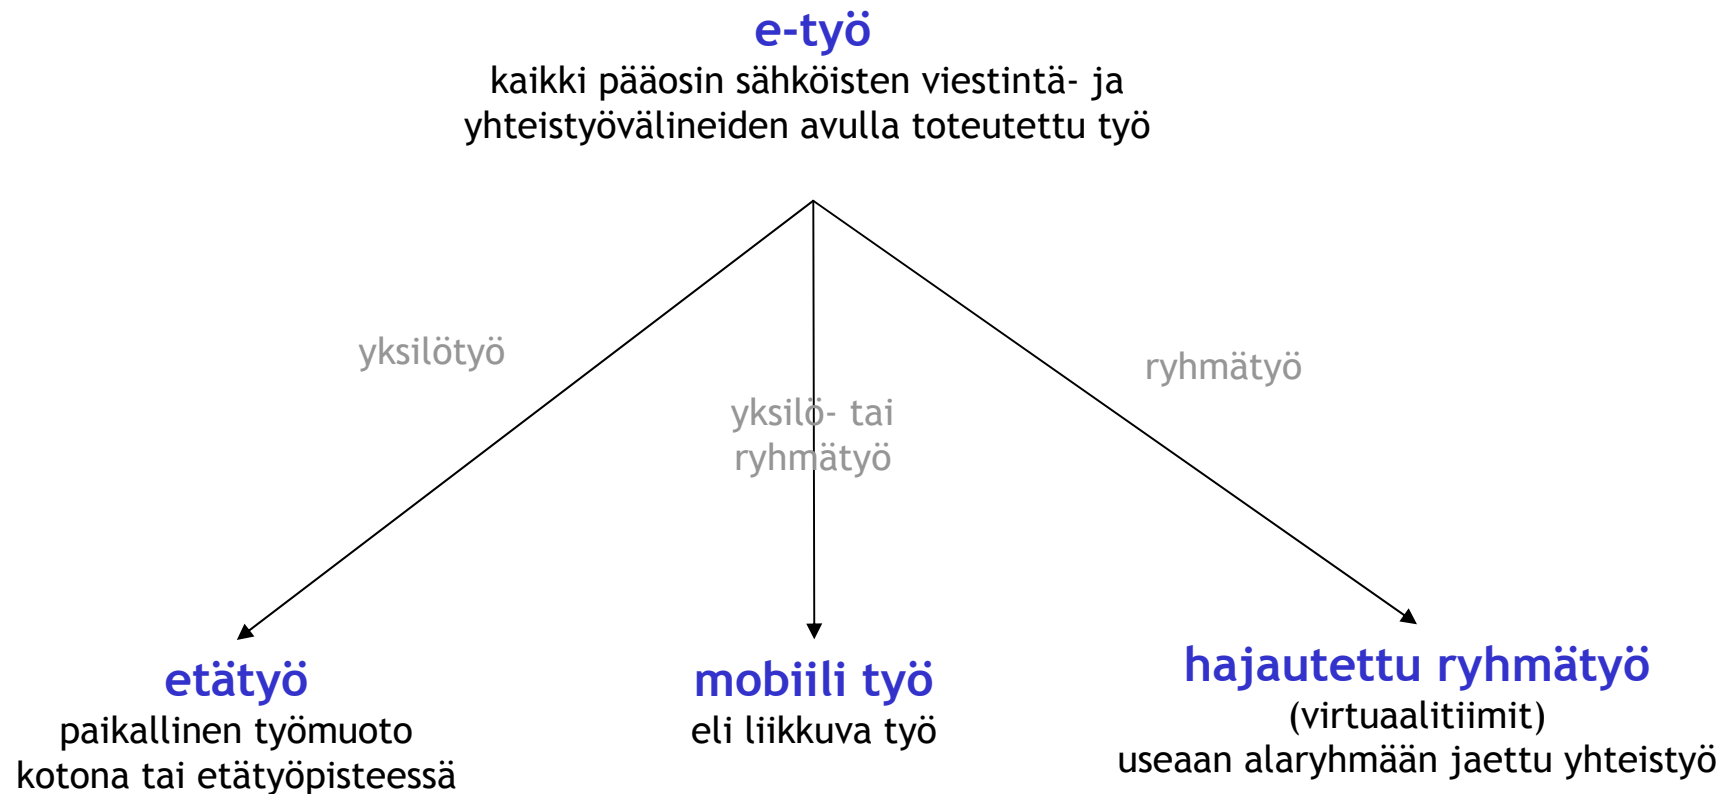 e-työ
kaikki pääosin sähköisten viestintä- ja
yhteistyövälineiden avulla toteutettu työ
yksilötyö
yksilö- tai
ryhmätyö
ryhmätyö
etätyö
paikallinen työmuoto
kotona tai etätyöpisteessä
mobiili työ
eli liikkuva työ
hajautettu ryhmätyö
(virtuaalitiimit)
useaan alaryhmään jaettu yhteistyö